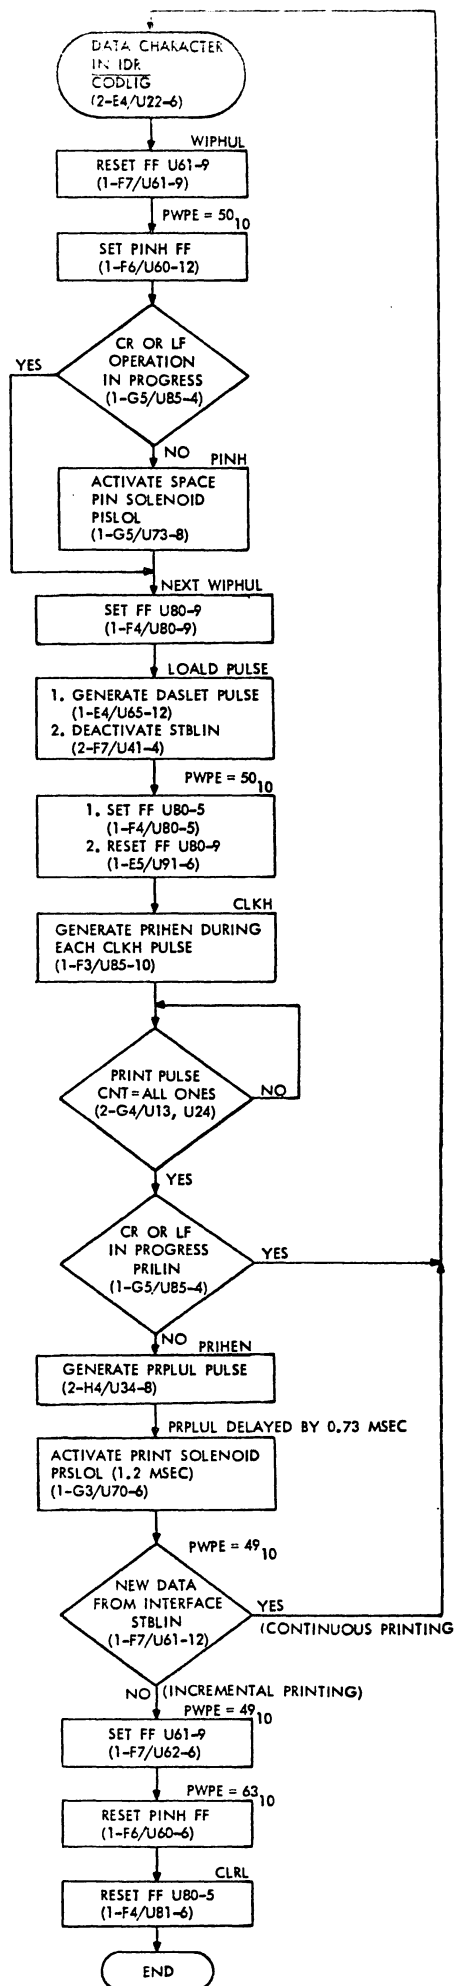 DATA CHARACTER
IN IDR
CODLIG
(2-E4/U22-6)
WIPHUL
RESET FF U61-9
(1-F7/U61-9)
PWPE = 50 10
SET PINH FF
(1-F6/U60-12)
YES
CR OR LF
OPERATION
IN PROGRESS
(1-G5/U85-4)
NO
PINH
ACTIVATE SPACE
PIN SOLENOID
PISLOL
(1-G5/U73-8)
NEXT WIPHUL
SET FF U80-9
(1-F4/U80-9)
LOALD PULSE
1. GENERATE DASLET PULSE
(1-E4/U65-12)
2. DEACTIVATE STBLIN
(2-F7/U41-4)
PWPE = 50 10
1. SET FF U80-5
(1-F4/U80-5)
2. RESET FF U80-9
(1-E5/U91-6)
CLKH
GENERATE PRIHEN DURING
EACH CLKH PULSE
(1-F3/U85-10)
PRINT PULSE
CNT=ALL ONES
(2-G4/U13, U24)
NO
YES
CR OR LF
IN PROGRESS
PRILIN
(1-G5/U85-4)
YES
NO
PRIHEN
GENERATE PRPLUL PULSE
(2-H4/U34-8)
PRPLUL DELAYED BY 0.73 MSEC
ACTIVATE PRINT SOLENOID
PRSLOL (1.2 MSEC)
(1-G3/U70-6)
PWPE = 49 10
NEW DATA
FROM INTERFACE
STBLIN
(1-F7/U61-12)
YES
(CONTINUOUS PRINTING
NO (INCREMENTAL PRINTING)
PWPE = 49 10
SET FF U61-9
(1-F7/U62-6)
PWPE = 63 10
RESET PINH FF
(1-F6/U60-6)
CLRL
RESET FF U80-5
(1-F4/U81-6)
END